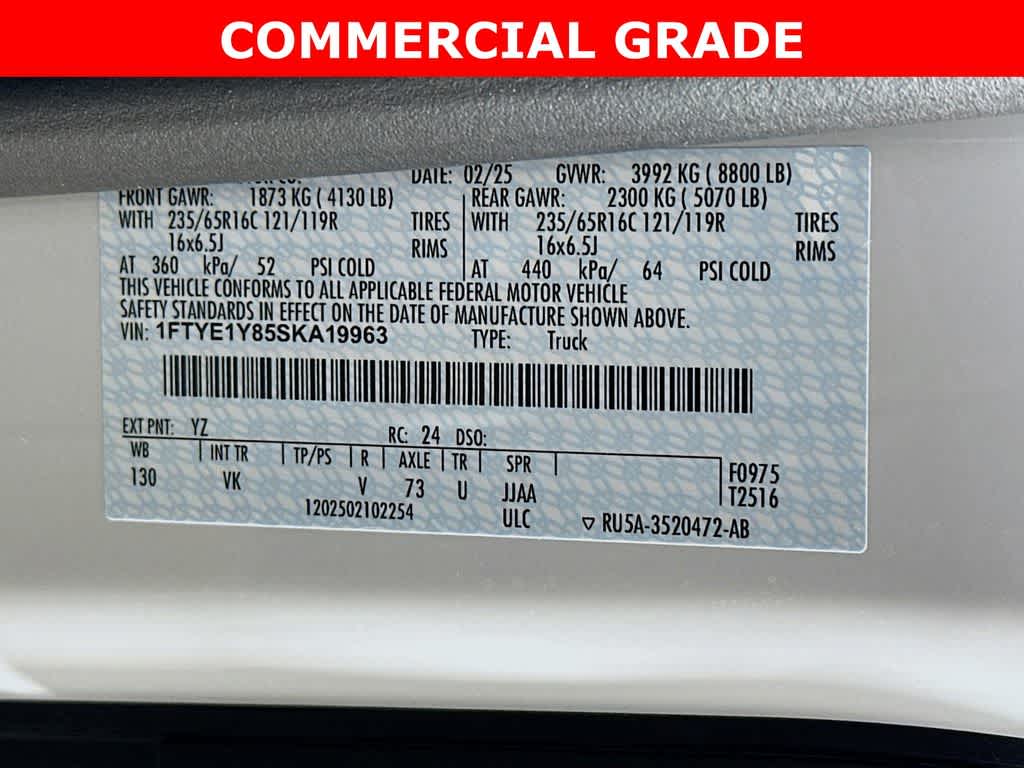 COMMERCIAL GRADE
DATE: 02/25 GVWR: 3992 KG ( 8800 LB)
FRONT GAWR: 1873 KG ( 4130 LB) REAR GAWR: 2300 KG ( 5070 LB)
WITH 235/65R16C 121/119R TIRES WITH 235/65R16C 121/119R TIRES
16x6.5J RIMS 16x6.5J RIMS
AT 360 kPa/ 52 PSI COLD AT 440 kPa/ 64 PSI COLD
THIS VEHICLE CONFORMS TO ALL APPLICABLE FEDERAL MOTOR VEHICLE
SAFETY STANDARDS IN EFFECT ON THE DATE OF MANUFACTURE SHOWN ABOVE.
VIN: 1FTYE1Y85SKA19963 TYPE: Truck
EXT PNT: YZ RC: 24 DSO:
WB INT TR TP/PS R AXLE TR SPR F0975
130 VK V 73 U JJAA T2516
1202502102254 ULC RU5A-3520472-AB